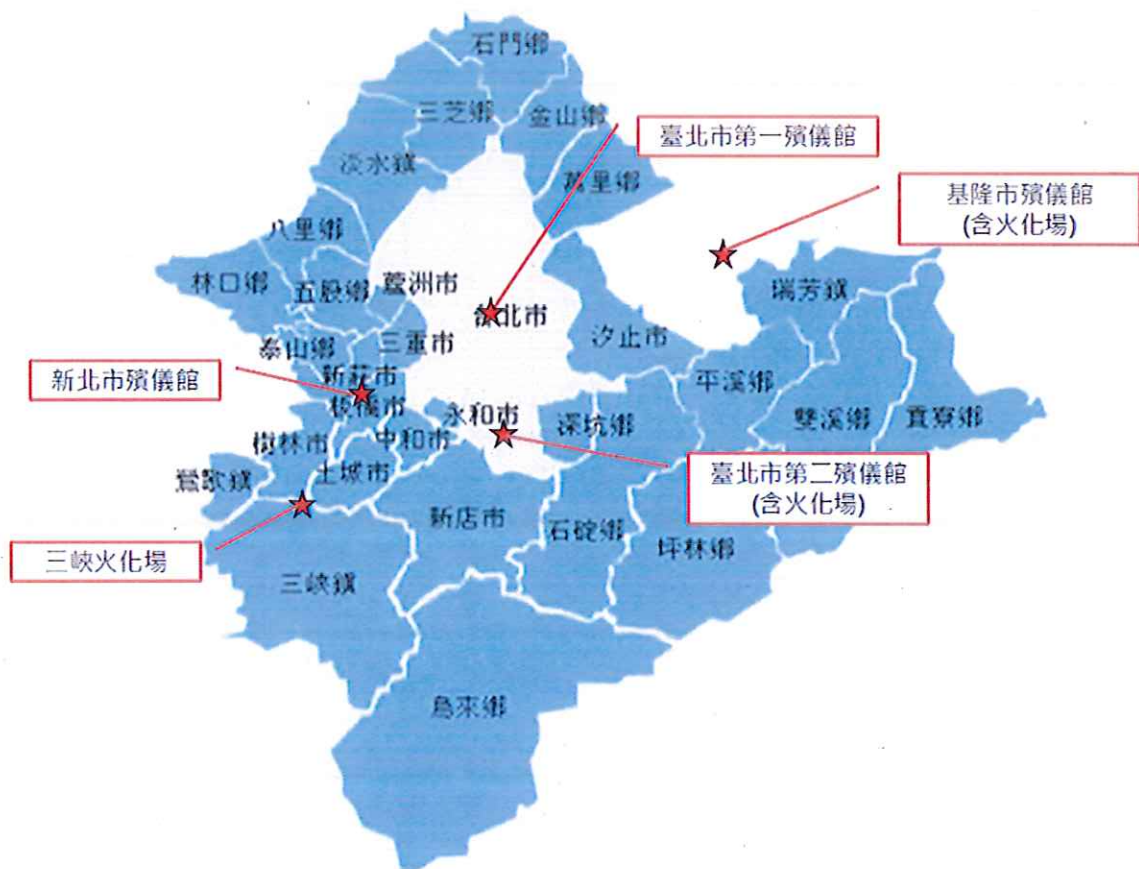 石門鄉
三芝鄉
金山鄉
臺北市第一殯儀館
淡水鎮
萬里鄉
基隆市殯儀館
(含火化場)
八里鄉
林口鄉
五股鄉
蘆洲市
瑞芳鎮
臺北市
三重市
汐止市
泰山鄉
新北市殯儀館
新莊市
平溪鄉
板橋市
永和市
深坑鄉
雙溪鄉
貢寮鄉
樹林市
中和市
鶯歌鎮
土城市
臺北市第二殯儀館
(含火化場)
新店市
石碇鄉
坪林鄉
三峽火化場
三峽鎮
烏來鄉